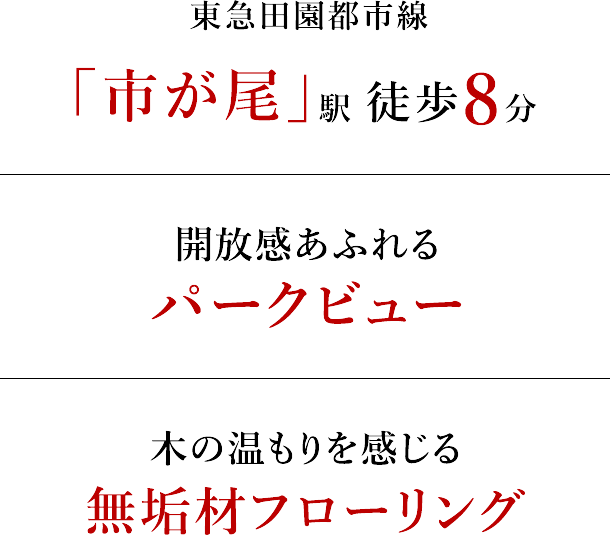 東急田園都市線
「市が尾」駅 徒歩8分
開放感あふれる
パークビュー
木の温もりを感じる
無垢材フローリング